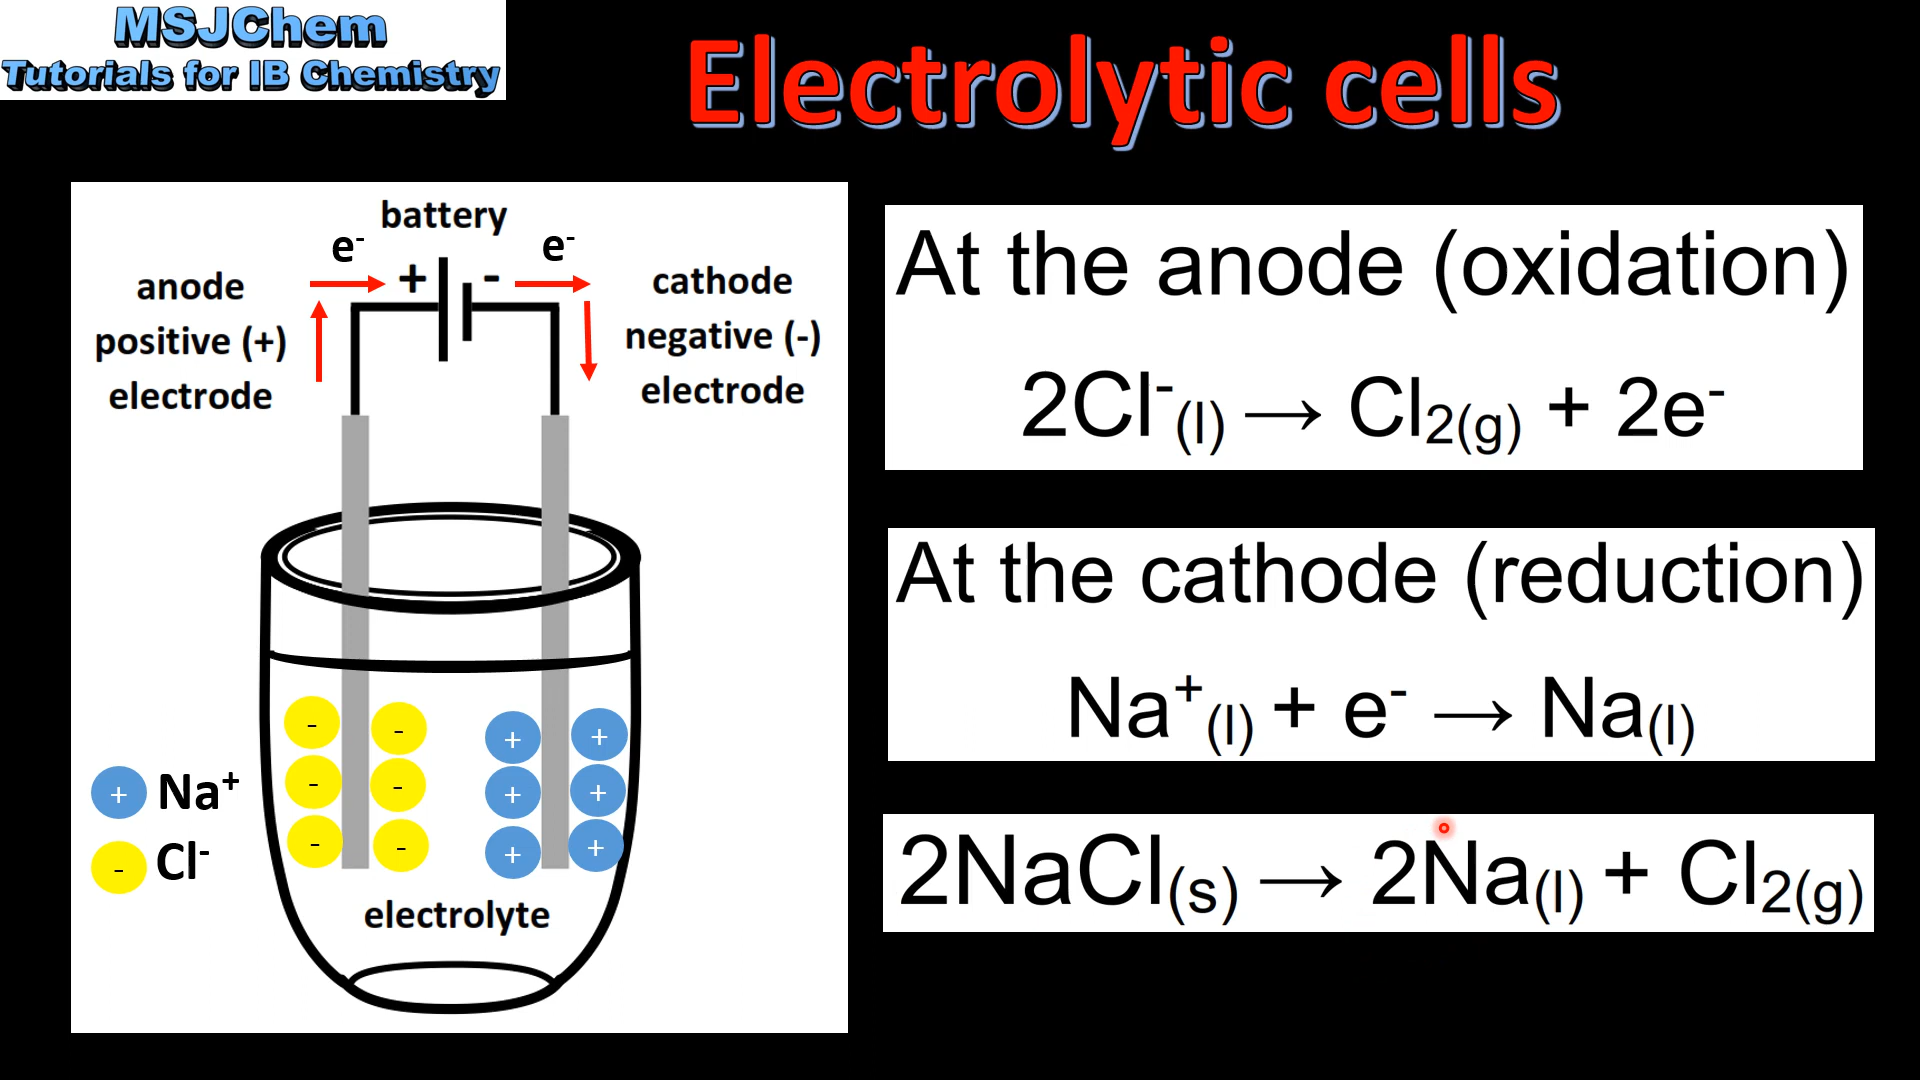 MSJChem
Tutorials for IB Chemistry
Electrolytic cells
battery
e⁻
e⁻
+
-
anode
positive (+)
electrode
cathode
negative (-)
electrode
- - + +
- - + +
- - + +
+ Na⁺
- Cl⁻
electrolyte
At the anode (oxidation)
2Cl⁻(l) → Cl₂(g) + 2e⁻
At the cathode (reduction)
Na⁺(l) + e⁻ → Na(l)
2NaCl(s) → 2Na(l) + Cl₂(g)